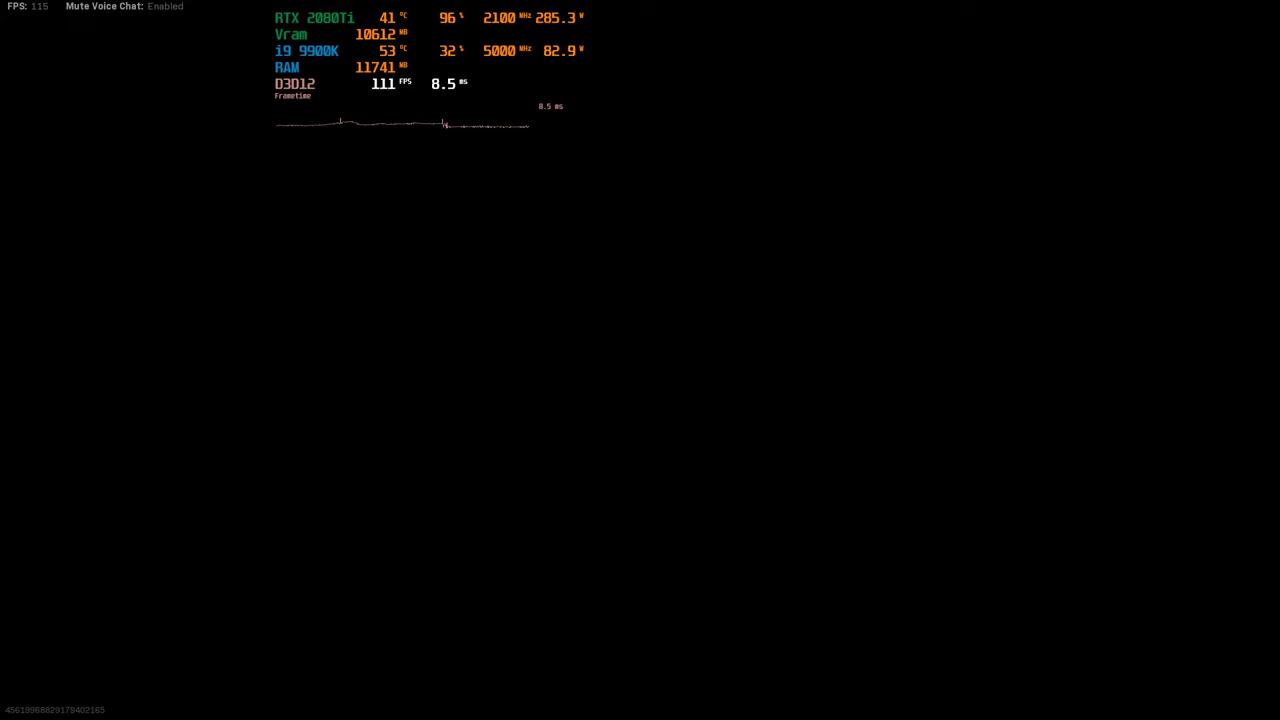 FPS: 115 Mute Voice Chat: Enabled
RTX 2080Ti 41 °C 96 % 2100 MHz 285.3 W
Vram 10612 MB
i9 9900K 53 °C 32 % 5000 MHz 82.9 W
RAM 11741 MB
D3D12 111 FPS 8.5 ms
Frametime
8.5 ms
45619968829179402165